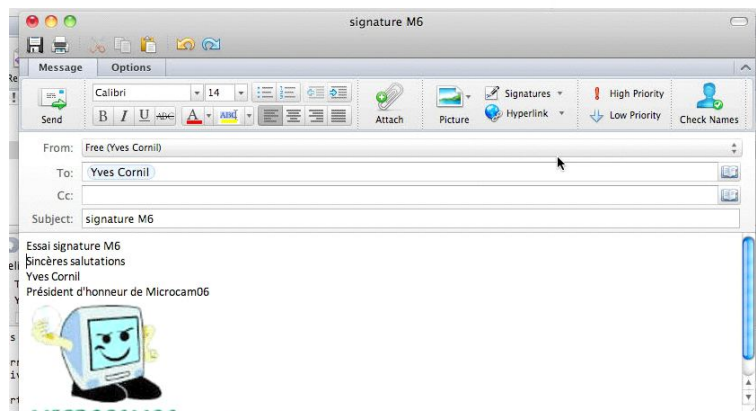 signature M6
Message Options
Calibri 14
Send
B I U ABC A ABC
Attach
Picture
Signatures
Hyperlink
High Priority
Low Priority
Check Names
From: Free (Yves Cornil)
To: Yves Cornil
Cc:
Subject: signature M6
Essai signature M6
Sincères salutations
Yves Cornil
Président d'honneur de Microcam06